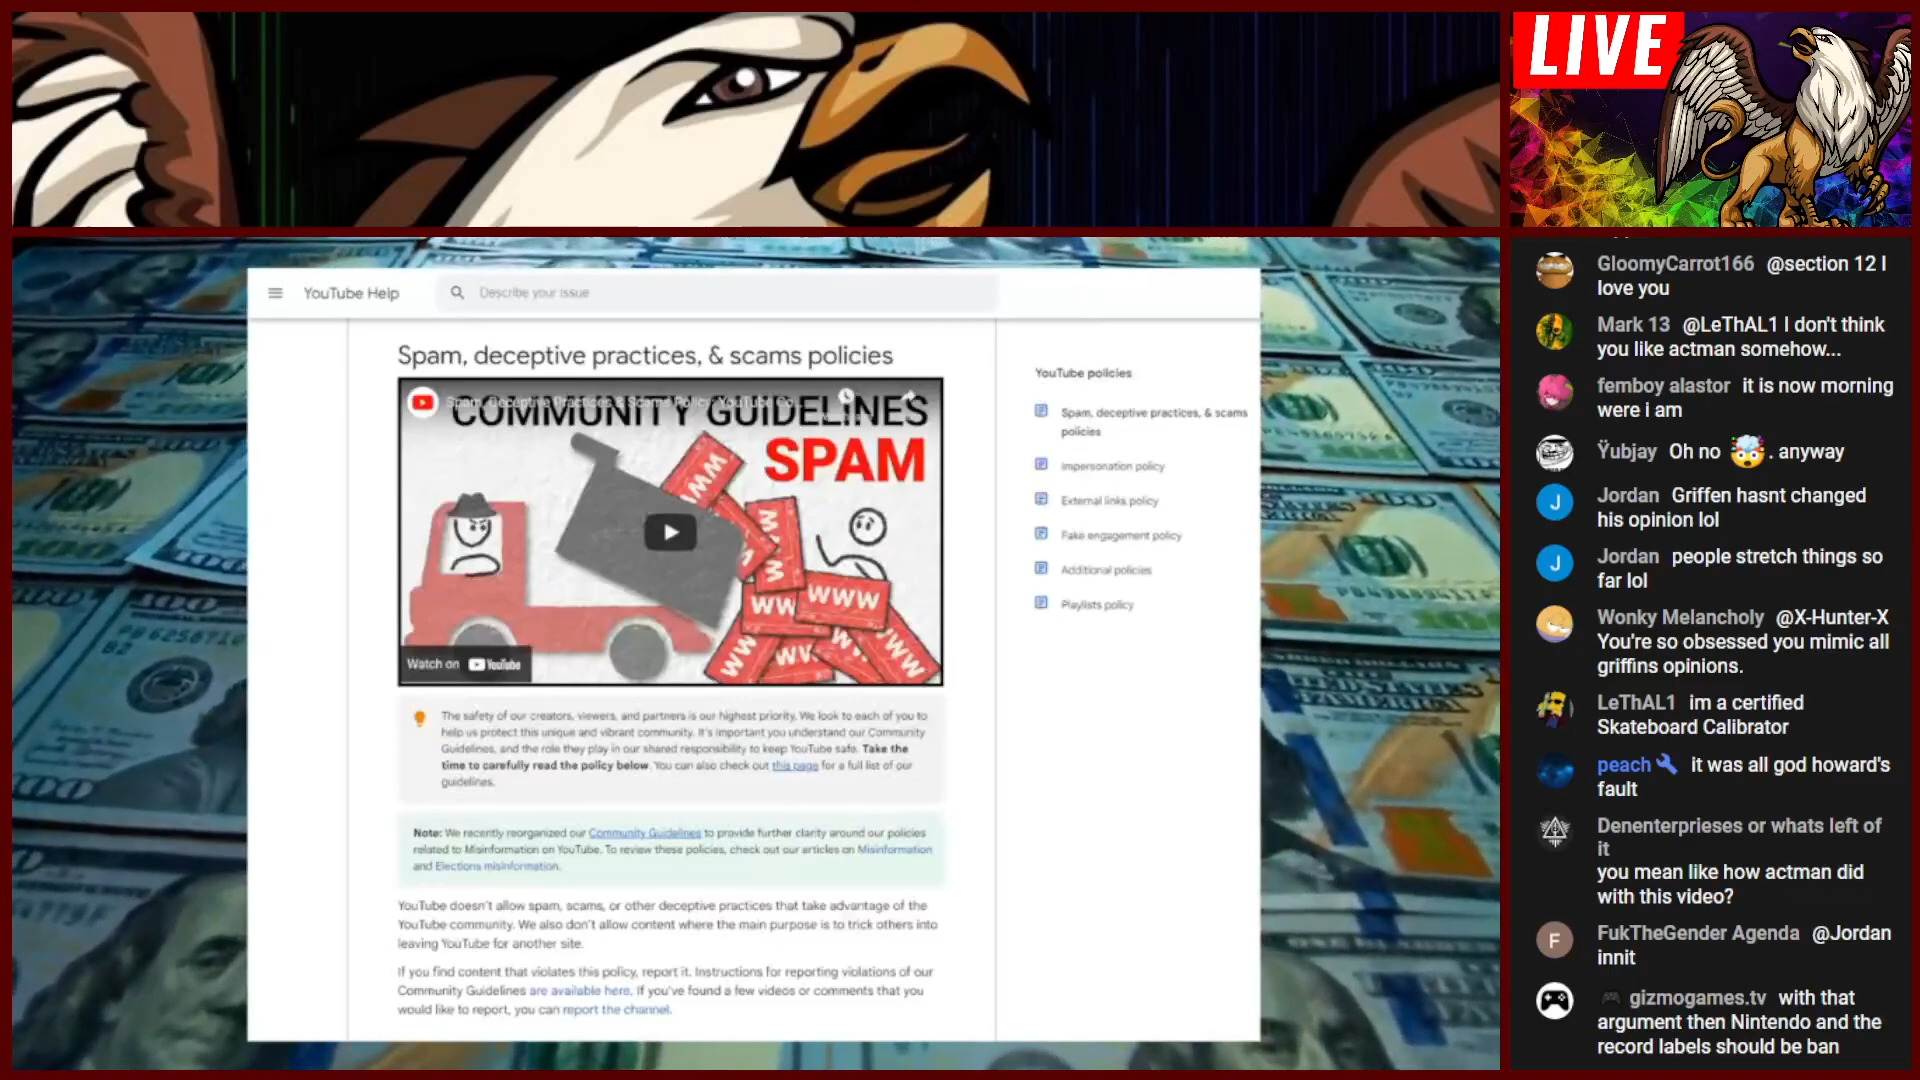 LIVE
YouTube Help
Describe your issue
Spam, deceptive practices, & scams policies
Spam, Deceptive Practices & Scams Policy: YouTube Co...
COMMUNITY GUIDELINES
SPAM
WWW
WWW
WWW
WW
WWW
WW
WW
WWW
Watch on YouTube
The safety of our creators, viewers, and partners is our highest priority. We look to each of you to
help us protect this unique and vibrant community. It's important you understand our Community
Guidelines, and the role they play in our shared responsibility to keep YouTube safe. Take the
time to carefully read the policy below. You can also check out this page for a full list of our
guidelines.
Note: We recently reorganized our Community Guidelines to provide further clarity around our policies
related to Misinformation on YouTube. To review these policies, check out our articles on Misinformation
and Elections misinformation.
YouTube doesn't allow spam, scams, or other deceptive practices that take advantage of the
YouTube community. We also don't allow content where the main purpose is to trick others into
leaving YouTube for another site.
If you find content that violates this policy, report it. Instructions for reporting violations of our
Community Guidelines are available here. If you've found a few videos or comments that you
would like to report, you can report the channel.
YouTube policies
Spam, deceptive practices, & scams
policies
Impersonation policy
External links policy
Fake engagement policy
Additional policies
Playlists policy
GloomyCarrot166 @section 12 I
love you
Mark 13 @LeThAL1 I don't think
you like actman somehow...
femboy alastor it is now morning
were i am
Ÿubjay Oh no . anyway
J
Jordan Griffen hasnt changed
his opinion lol
J
Jordan people stretch things so
far lol
Wonky Melancholy @X-Hunter-X
You're so obsessed you mimic all
griffins opinions.
LeThAL1 im a certified
Skateboard Calibrator
peach it was all god howard's
fault
Denenterprieses or whats left of
it
you mean like how actman did
with this video?
F
FukTheGender Agenda @Jordan
innit
gizmogames.tv with that
argument then Nintendo and the
record labels should be ban